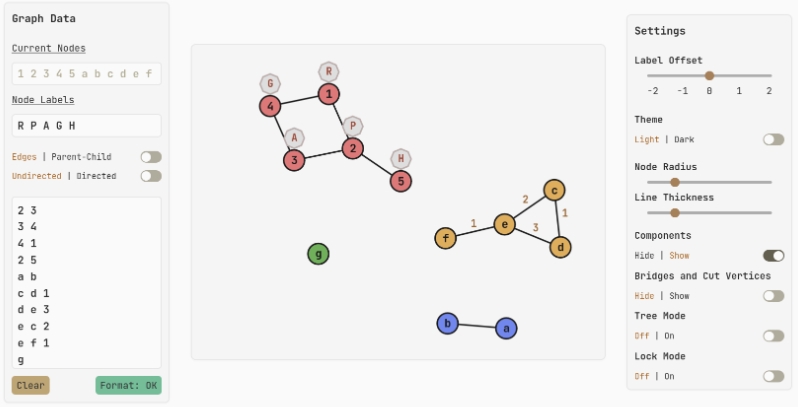 Graph Data
Current Nodes
1 2 3 4 5 a b c d e f
Node Labels
R P A G H
Edges | Parent-Child
Undirected | Directed
2 3
3 4
4 1
2 5
a b
c d 1
d e 3
e c 2
e f 1
g
Clear
Format: OK
R
G
1
4
P
A
2
3
H
5
c
2
1
e
1
3
f
d
g
b
a
Settings
Label Offset
-2 -1 0 1 2
Theme
Light | Dark
Node Radius
Line Thickness
Components
Hide | Show
Bridges and Cut Vertices
Hide | Show
Tree Mode
Off | On
Lock Mode
Off | On